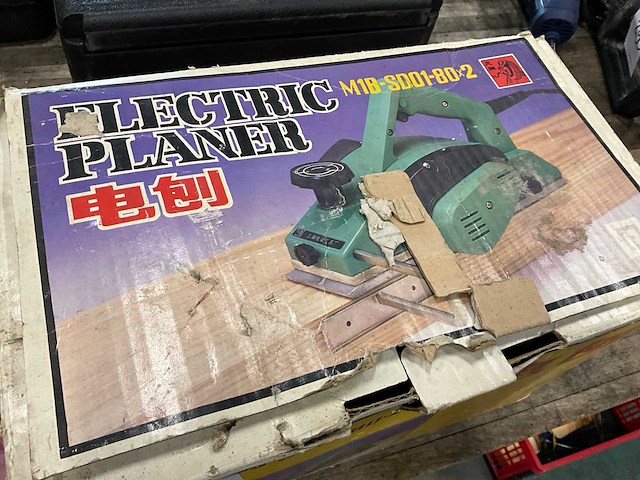 ELECTRIC
PLANER
电刨
M1B-SD01-80×2